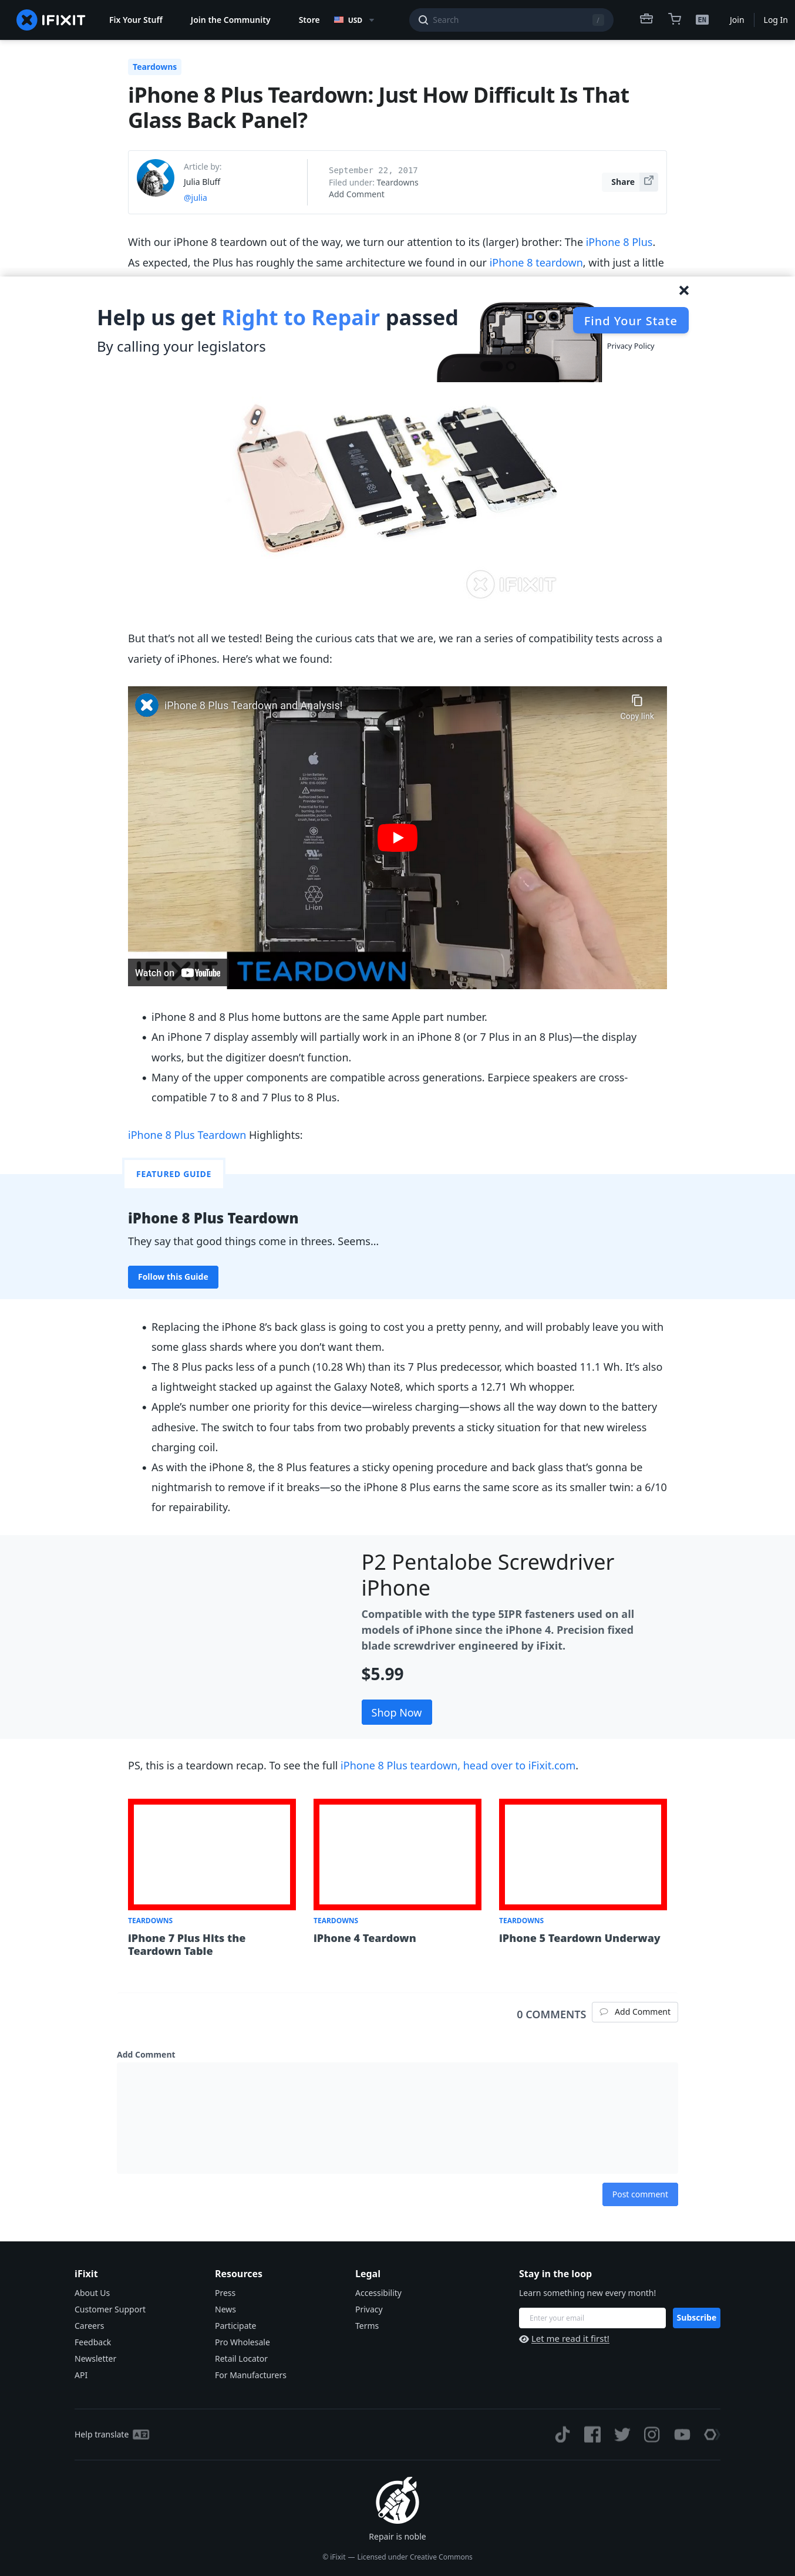 IFIXIT
Fix Your Stuff
Join the Community
Store
USD
Search
/
EN
Join
Log In
Teardowns
iPhone 8 Plus Teardown: Just How Difficult Is That
Glass Back Panel?
Article by:
Julia Bluff
@julia
September 22, 2017
Filed under: Teardowns
Add Comment
Share
With our iPhone 8 teardown out of the way, we turn our attention to its (larger) brother: The iPhone 8 Plus.
As expected, the Plus has roughly the same architecture we found in our iPhone 8 teardown, with just a little
Help us get Right to Repair passed
By calling your legislators
Find Your State
Privacy Policy
IFIXIT
But that’s not all we tested! Being the curious cats that we are, we ran a series of compatibility tests across a
variety of iPhones. Here’s what we found:
iPhone 8 Plus Teardown and Analysis!
Copy link
Li-ion
Watch on YouTube
TEARDOWN
iPhone 8 and 8 Plus home buttons are the same Apple part number.
An iPhone 7 display assembly will partially work in an iPhone 8 (or 7 Plus in an 8 Plus)—the display
works, but the digitizer doesn’t function.
Many of the upper components are compatible across generations. Earpiece speakers are cross-
compatible 7 to 8 and 7 Plus to 8 Plus.
iPhone 8 Plus Teardown Highlights:
FEATURED GUIDE
iPhone 8 Plus Teardown
They say that good things come in threes. Seems...
Follow this Guide
Replacing the iPhone 8’s back glass is going to cost you a pretty penny, and will probably leave you with
some glass shards where you don’t want them.
The 8 Plus packs less of a punch (10.28 Wh) than its 7 Plus predecessor, which boasted 11.1 Wh. It’s also
a lightweight stacked up against the Galaxy Note8, which sports a 12.71 Wh whopper.
Apple’s number one priority for this device—wireless charging—shows all the way down to the battery
adhesive. The switch to four tabs from two probably prevents a sticky situation for that new wireless
charging coil.
As with the iPhone 8, the 8 Plus features a sticky opening procedure and back glass that’s gonna be
nightmarish to remove if it breaks—so the iPhone 8 Plus earns the same score as its smaller twin: a 6/10
for repairability.
P2 Pentalobe Screwdriver
iPhone
Compatible with the type 5IPR fasteners used on all
models of iPhone since the iPhone 4. Precision fixed
blade screwdriver engineered by iFixit.
$5.99
Shop Now
PS, this is a teardown recap. To see the full iPhone 8 Plus teardown, head over to iFixit.com.
TEARDOWNS
iPhone 7 Plus Hits the
Teardown Table
TEARDOWNS
iPhone 4 Teardown
TEARDOWNS
iPhone 5 Teardown Underway
0 COMMENTS
Add Comment
Add Comment
Post comment
iFixit
About Us
Customer Support
Careers
Feedback
Newsletter
API
Resources
Press
News
Participate
Pro Wholesale
Retail Locator
For Manufacturers
Legal
Accessibility
Privacy
Terms
Stay in the loop
Learn something new every month!
Enter your email
Subscribe
Let me read it first!
Help translate
Repair is noble
© iFixit — Licensed under Creative Commons